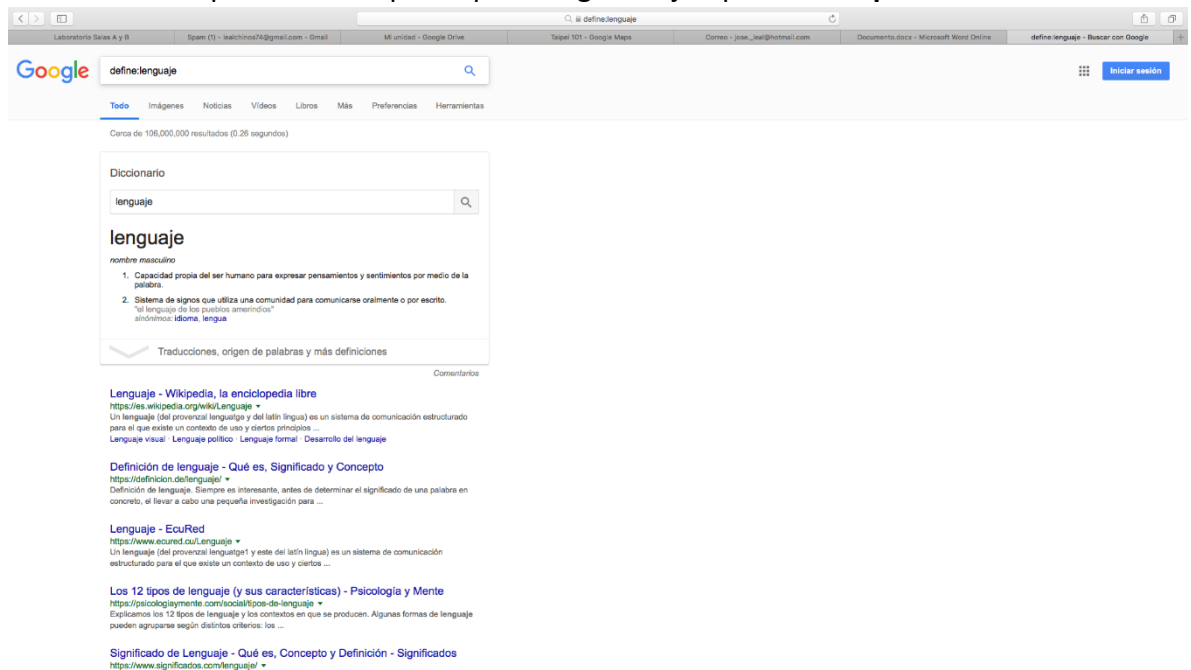 define:lenguaje
Laboratorio Salas A y B
Spam (1) - lealchinos74@gmail.com - Gmail
Mi unidad - Google Drive
Taipei 101 - Google Maps
Correo - jose_leal@hotmail.com
Documento.docx - Microsoft Word Online
define:lenguaje - Buscar con Google
Google
define:lenguaje
Iniciar sesión
Todo Imágenes Noticias Vídeos Libros Más Preferencias Herramientas
Cerca de 106,000,000 resultados (0.26 segundos)
Diccionario
lenguaje
lenguaje
nombre masculino
1. Capacidad propia del ser humano para expresar pensamientos y sentimientos por medio de la
palabra.
2. Sistema de signos que utiliza una comunidad para comunicarse oralmente o por escrito.
"el lenguaje de los pueblos amerindios"
sinónimos: idioma, lengua
Traducciones, origen de palabras y más definiciones
Comentarios
Lenguaje - Wikipedia, la enciclopedia libre
https://es.wikipedia.org/wiki/Lenguaje
Un lenguaje (del provenzal lenguatge y del latín lingua) es un sistema de comunicación estructurado
para el que existe un contexto de uso y ciertos principios ...
Lenguaje visual · Lenguaje político · Lenguaje formal · Desarrollo del lenguaje
Definición de lenguaje - Qué es, Significado y Concepto
https://definicion.de/lenguaje/
Definición de lenguaje. Siempre es interesante, antes de determinar el significado de una palabra en
concreto, el llevar a cabo una pequeña investigación para ...
Lenguaje - EcuRed
https://www.ecured.cu/Lenguaje
Un lenguaje (del provenzal lenguatge1 y este del latín lingua) es un sistema de comunicación
estructurado para el que existe un contexto de uso y ciertos ...
Los 12 tipos de lenguaje (y sus características) - Psicología y Mente
https://psicologiaymente.com/social/tipos-de-lenguaje
Explicamos los 12 tipos de lenguaje y los contextos en que se producen. Algunas formas de lenguaje
pueden agruparse según distintos criterios: los ...
Significado de Lenguaje - Qué es, Concepto y Definición - Significados
https://www.significados.com/lenguaje/